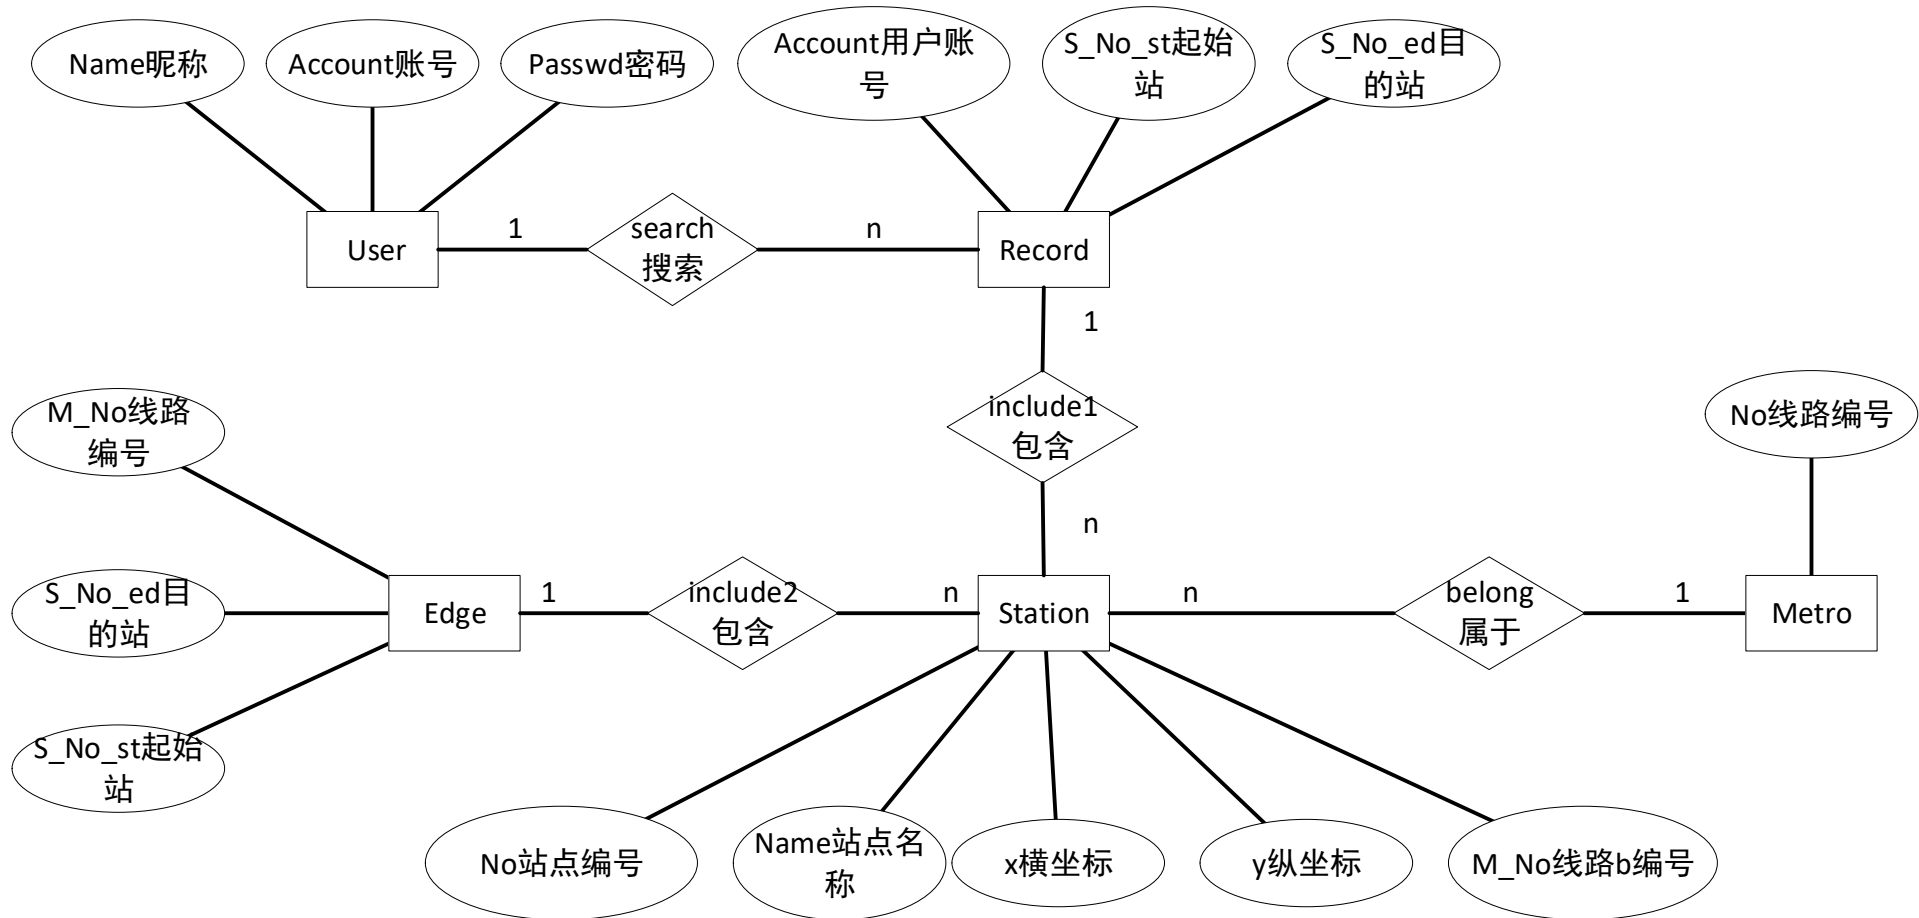 Name昵称
Account账号
Passwd密码
Account用户账
号
S_No_st起始
站
S_No_ed目
的站
User
1
search
搜索
n
Record
1
include1
包含
n
M_No线路
编号
S_No_ed目
的站
S_No_st起始
站
Edge
1
include2
包含
n
Station
n
belong
属于
1
Metro
No线路编号
No站点编号
Name站点名
称
x横坐标
y纵坐标
M_No线路b编号